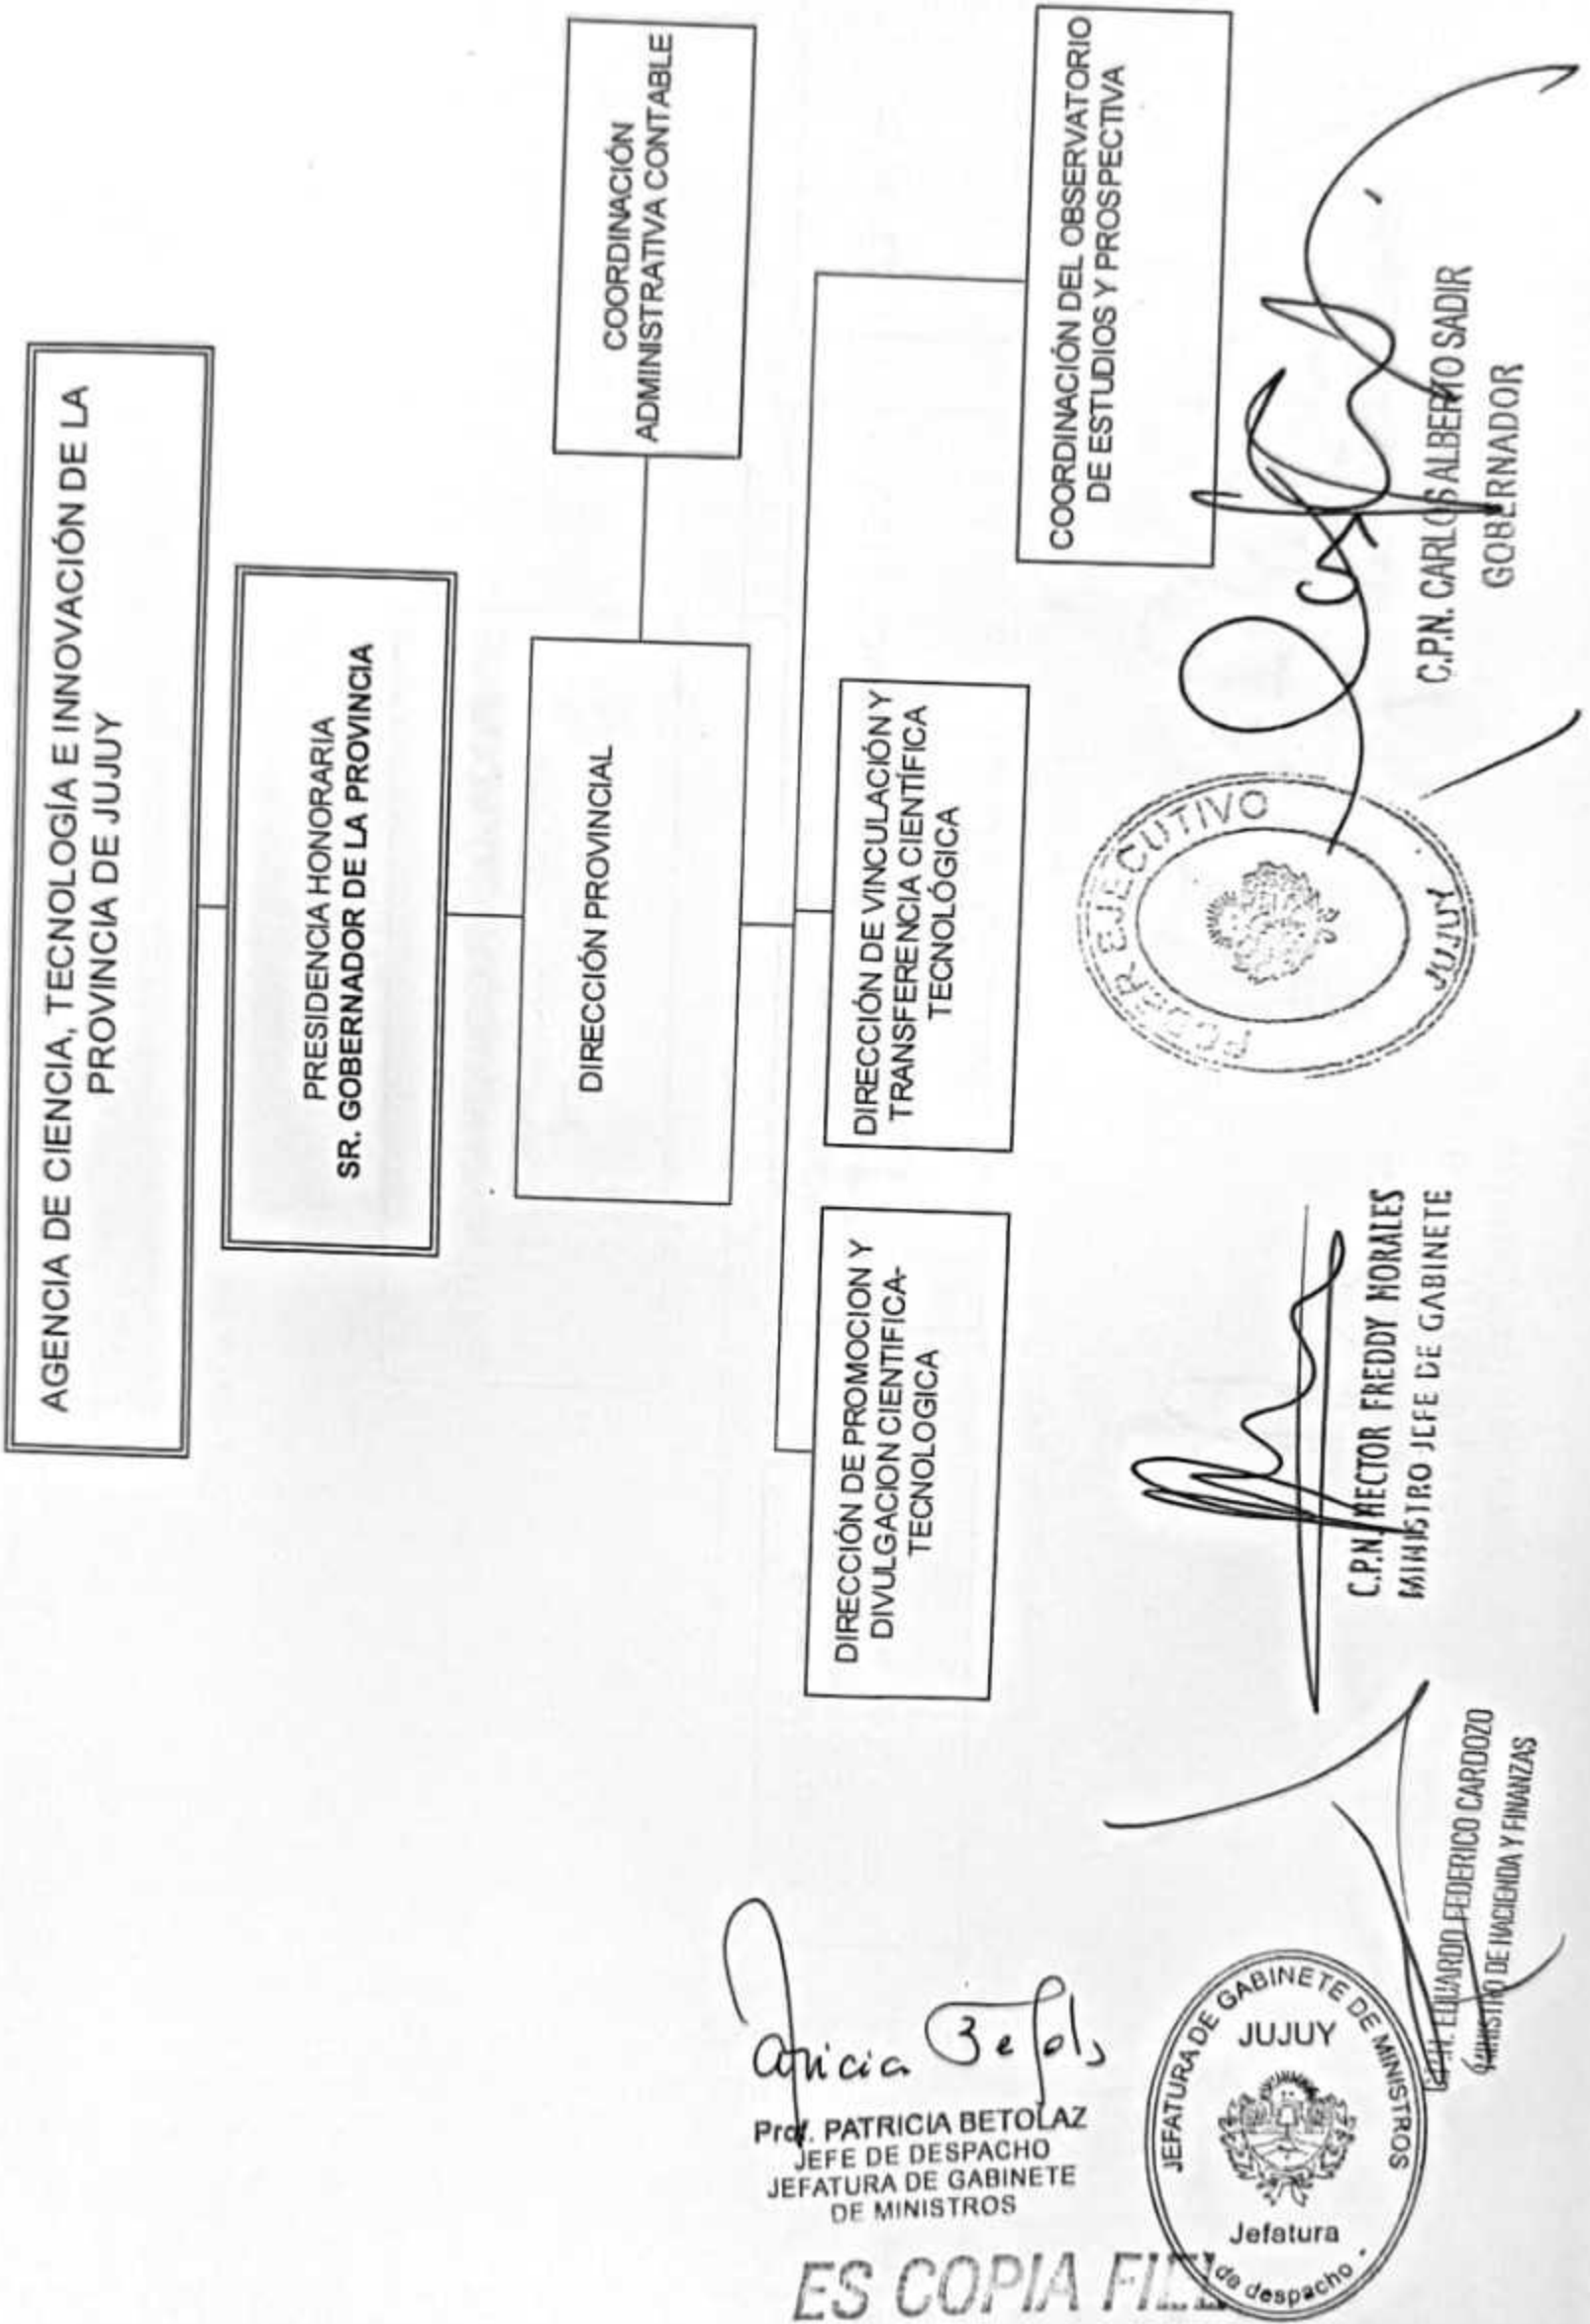 AGENCIA DE CIENCIA, TECNOLOGÍA E INNOVACIÓN DE LA
PROVINCIA DE JUJUY
PRESIDENCIA HONORARIA
SR. GOBERNADOR DE LA PROVINCIA
DIRECCIÓN PROVINCIAL
COORDINACIÓN
ADMINISTRATIVA CONTABLE
DIRECCIÓN DE PROMOCION Y
DIVULGACION CIENTIFICA-
TECNOLOGICA
DIRECCIÓN DE VINCULACIÓN Y
TRANSFERENCIA CIENTÍFICA
TECNOLÓGICA
COORDINACIÓN DEL OBSERVATORIO
DE ESTUDIOS Y PROSPECTIVA
C.P.N. EDUARDO FEDERICO CARDOZO
MINISTRO DE HACIENDA Y FINANZAS
C.P.N. HECTOR FREDDY MORALES
MINISTRO JEFE DE GABINETE
PODER EJECUTIVO
JUJUY
C.P.N. CARLOS ALBERTO SADIR
GOBERNADOR
Prof. PATRICIA BETOLAZ
JEFE DE DESPACHO
JEFATURA DE GABINETE
DE MINISTROS
JEFATURA DE GABINETE DE MINISTROS
JUJUY
Jefatura
de despacho
ES COPIA